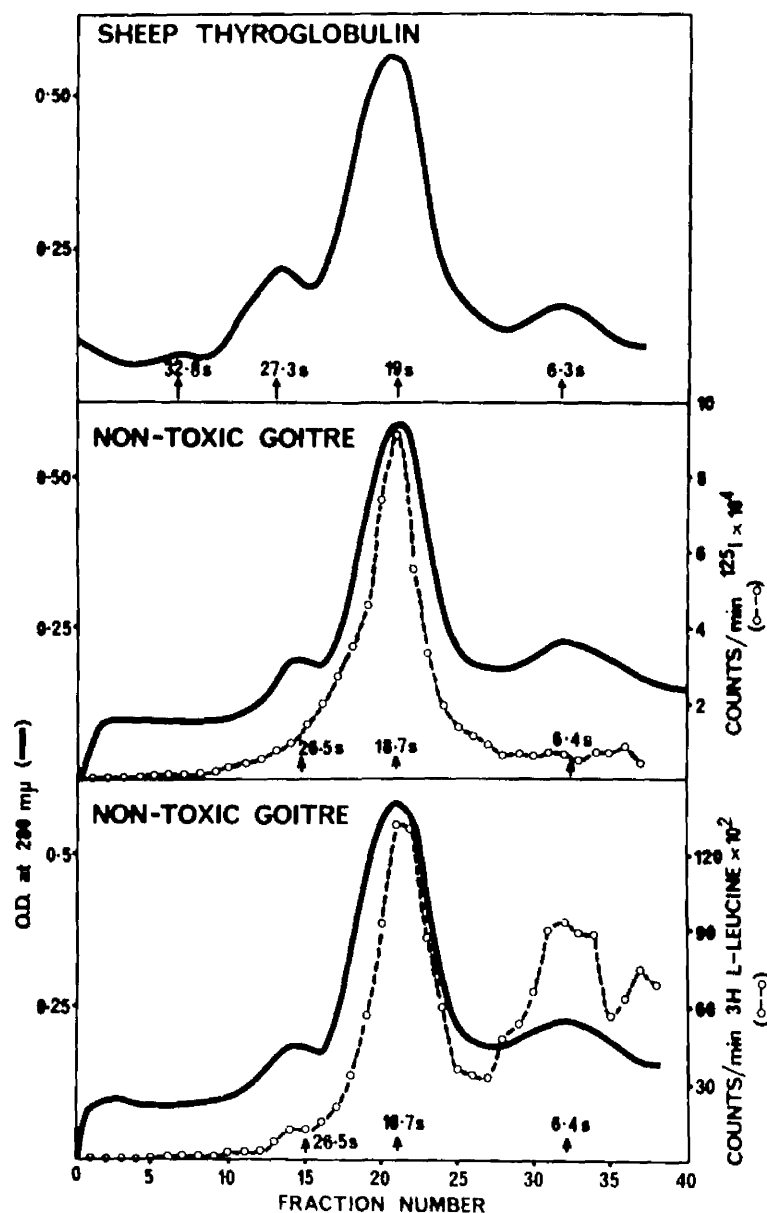 SHEEP THYROGLOBULIN
0·50
0·25
32·8s 27·3s 19s 6·3s
NON-TOXIC GOITRE
10
8
6
4
2
0·50
0·25
26·5s 18·7s 6·4s
COUNTS/min 125I × 104
(o--o)
NON-TOXIC GOITRE
0·5
0·25
120
90
60
30
26·5s 18·7s 6·4s
O.D. at 280 mμ (—)
COUNTS/min 3H L-LEUCINE ×102
(o--o)
0 5 10 15 20 25 30 35 40
FRACTION NUMBER